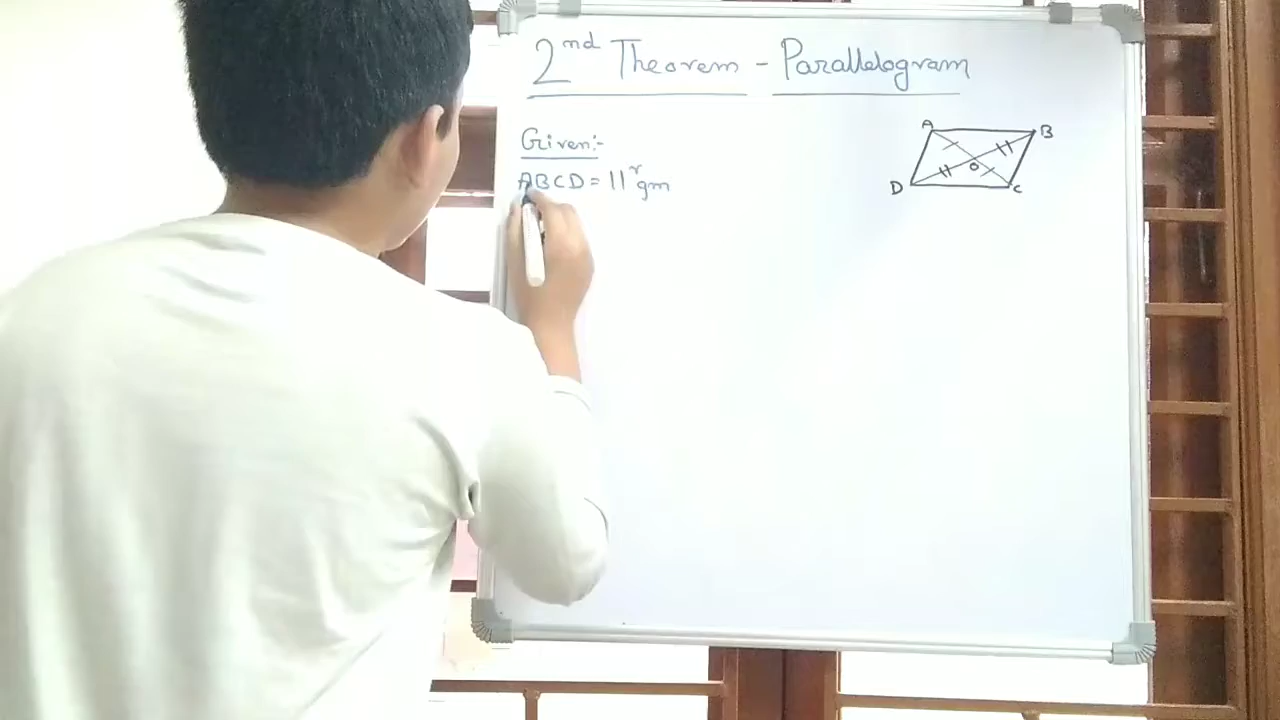 2nd Theorem - Parallelogram
Given:-
ABCD = 11rgm
A
B
O
D
C